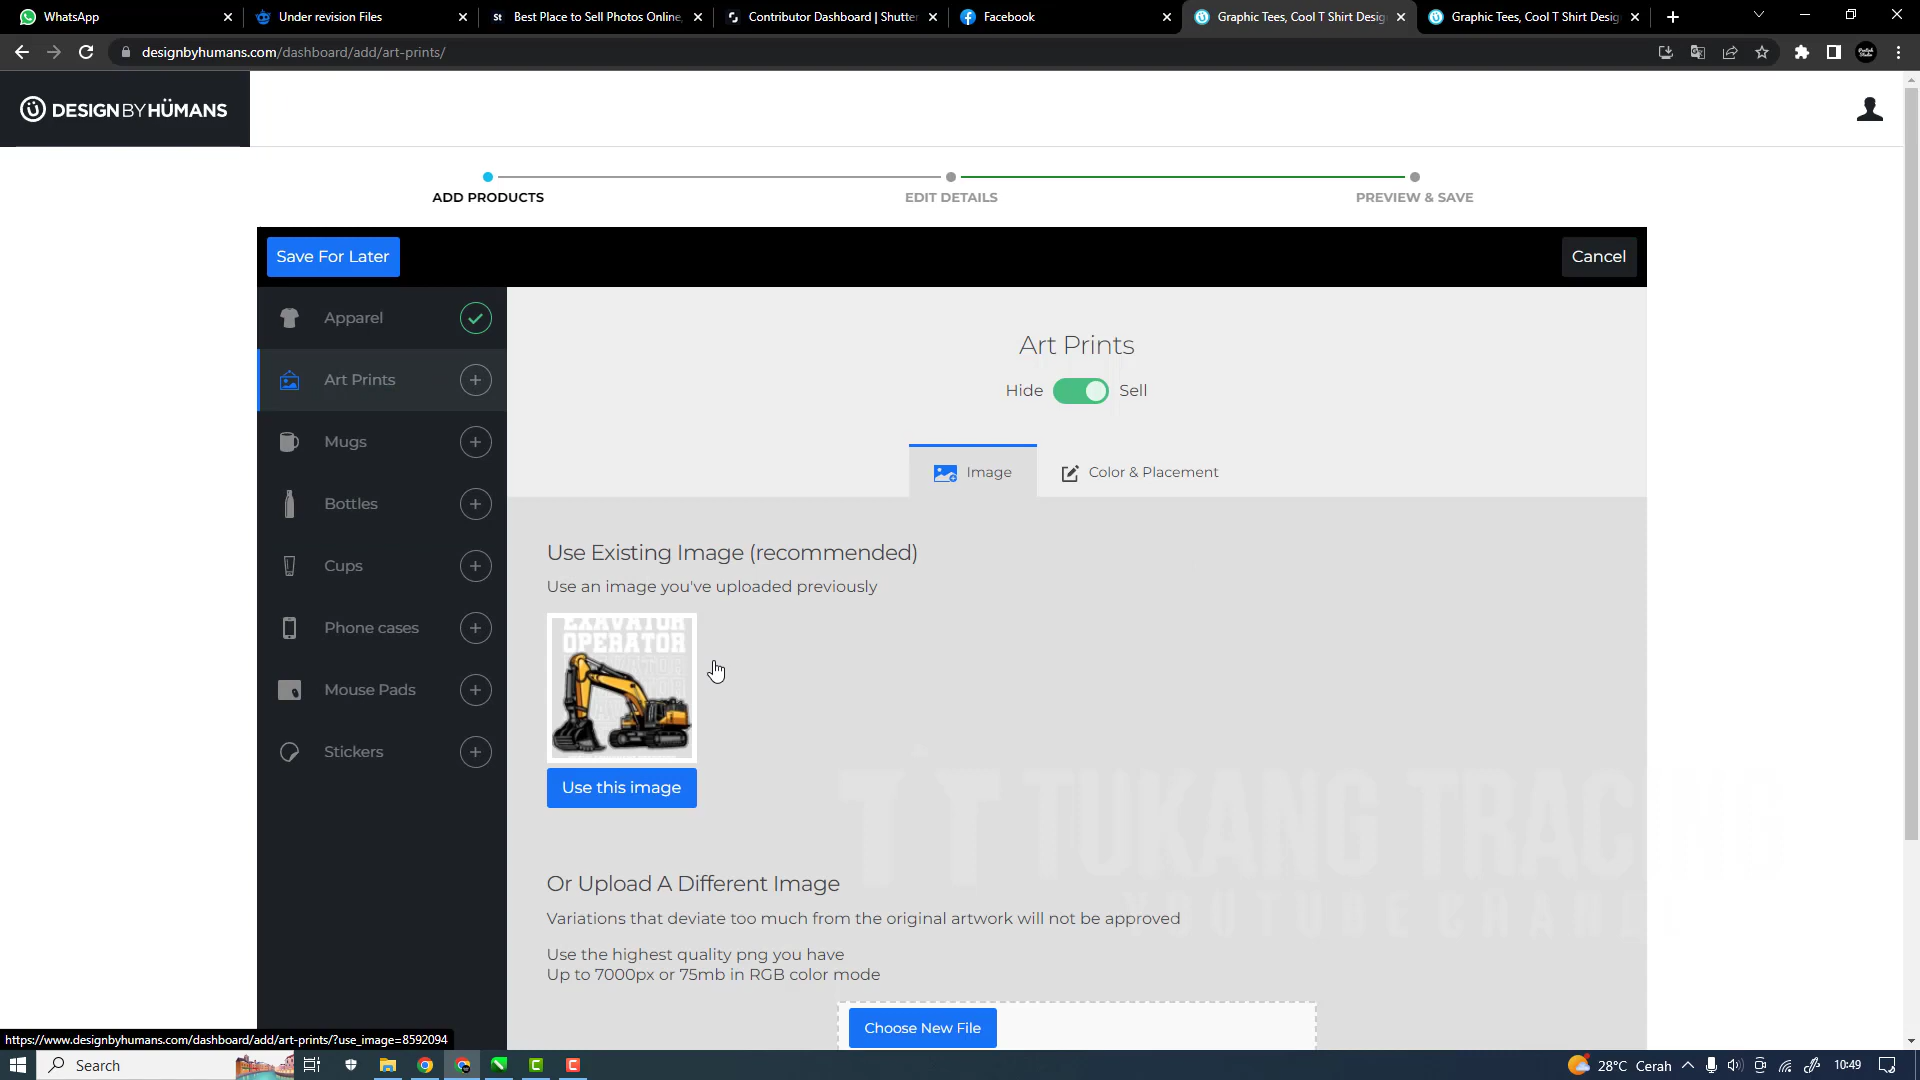 WhatsApp
Under revision Files
Best Place to Sell Photos Online,
Contributor Dashboard | Shutter
Facebook
Graphic Tees, Cool T Shirt Desig
Graphic Tees, Cool T Shirt Desig
designbyhumans.com/dashboard/add/art-prints/
DESIGN BY HÜMANS
ADD PRODUCTS
EDIT DETAILS
PREVIEW & SAVE
Save For Later
Cancel
Apparel
Art Prints
Mugs
Bottles
Cups
Phone cases
Mouse Pads
Stickers
Art Prints
Hide
Sell
Image
Color & Placement
Use Existing Image (recommended)
Use an image you've uploaded previously
OPERATOR
Use this image
TUKANG TRACING
Or Upload A Different Image
Variations that deviate too much from the original artwork will not be approved
Use the highest quality png you have
Up to 7000px or 75mb in RGB color mode
Choose New File
https://www.designbyhumans.com/dashboard/add/art-prints/?use_image=8592094
Search
28°C Cerah
10:49